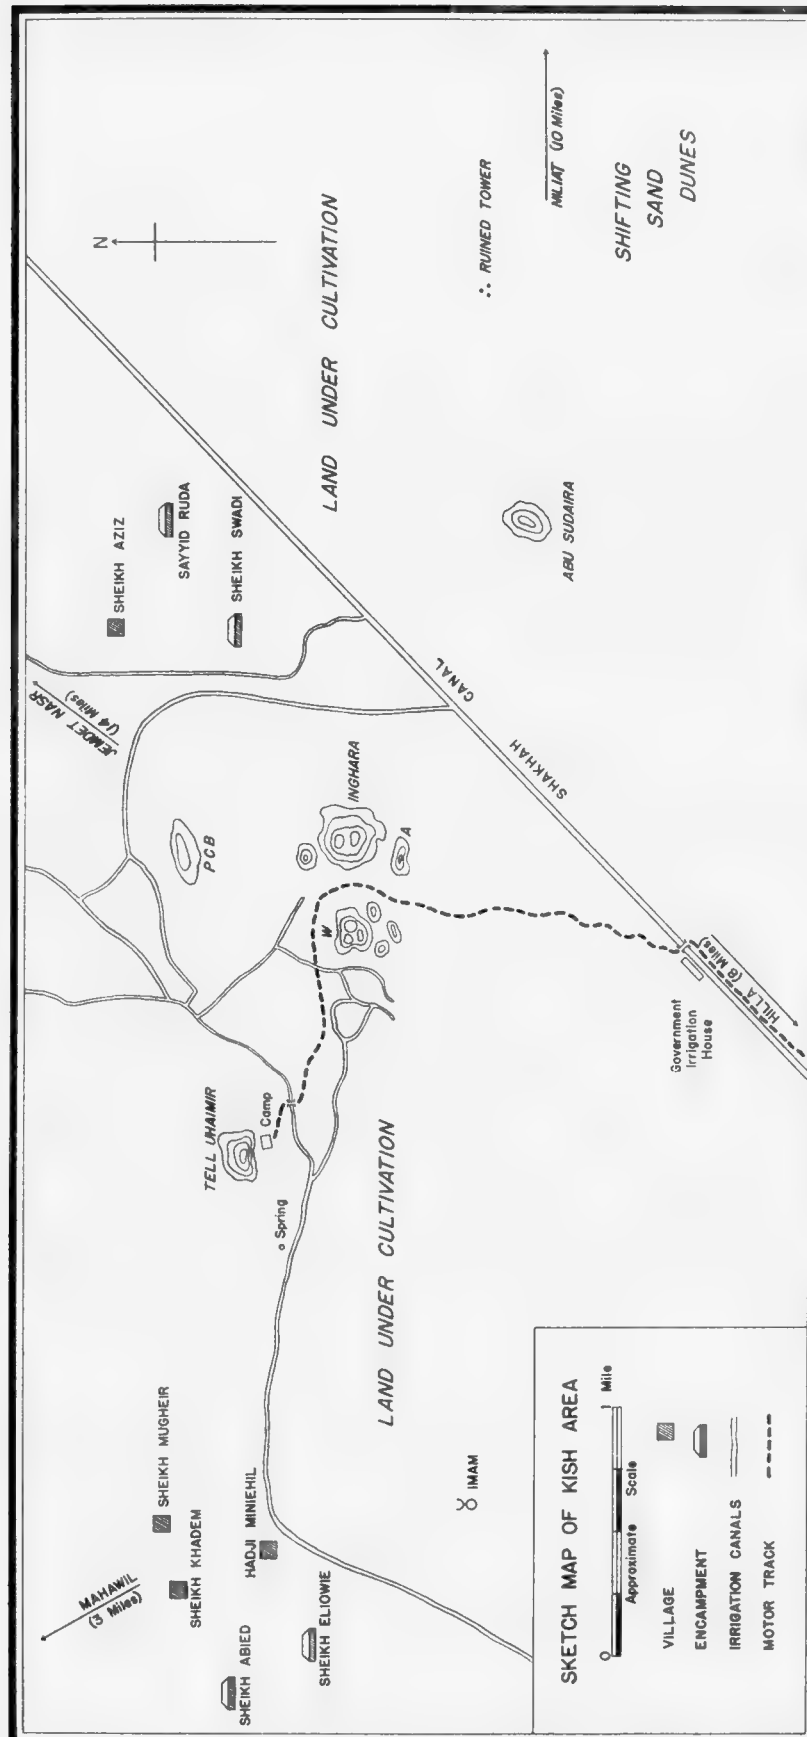 MAHAWIL
(3 Miles)
SHEIKH MUGHEIR
SHEIKH KHADEM
SHEIKH ABIED
HADJI MINIEHIL
SHEIKH ELIOWIE
IMAM
TELL UHAIMIR
Camp
Spring
LAND UNDER CULTIVATION
W
PCB
INGHARA
A
JEMDET NASR
(14 Miles)
SHEIKH AZIZ
SAYYID RUDA
SHEIKH SWADI
N
LAND UNDER CULTIVATION
SHAKHAH CANAL
Government
Irrigation
House
HILLA (8 Miles)
ABU SUDAIRA
RUINED TOWER
NILIAT (10 Miles)
SHIFTING
SAND
DUNES
SKETCH MAP OF KISH AREA
0 1 Mile
Approximate Scale
VILLAGE
ENCAMPMENT
IRRIGATION CANALS
MOTOR TRACK